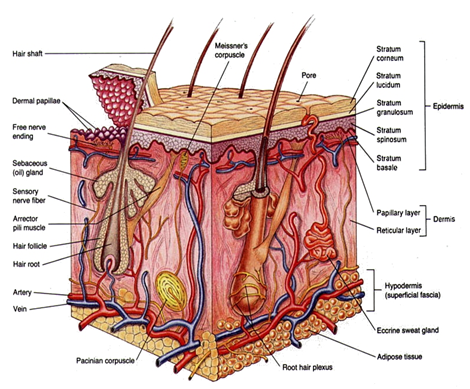 Hair shaft
Dermal papillae
Free nerve
ending
Sebaceous
(oil) gland
Sensory
nerve fiber
Arrector
pili muscle
Hair follicle
Hair root
Artery
Vein
Pacinian corpuscle
Meissner's
corpuscle
Pore
Stratum
corneum
Stratum
lucidum
Stratum
granulosum
Stratum
spinosum
Stratum
basale
Epidermis
Papillary layer
Reticular layer
Dermis
Hypodermis
(superficial fascia)
Eccrine sweat gland
Adipose tissue
Root hair plexus